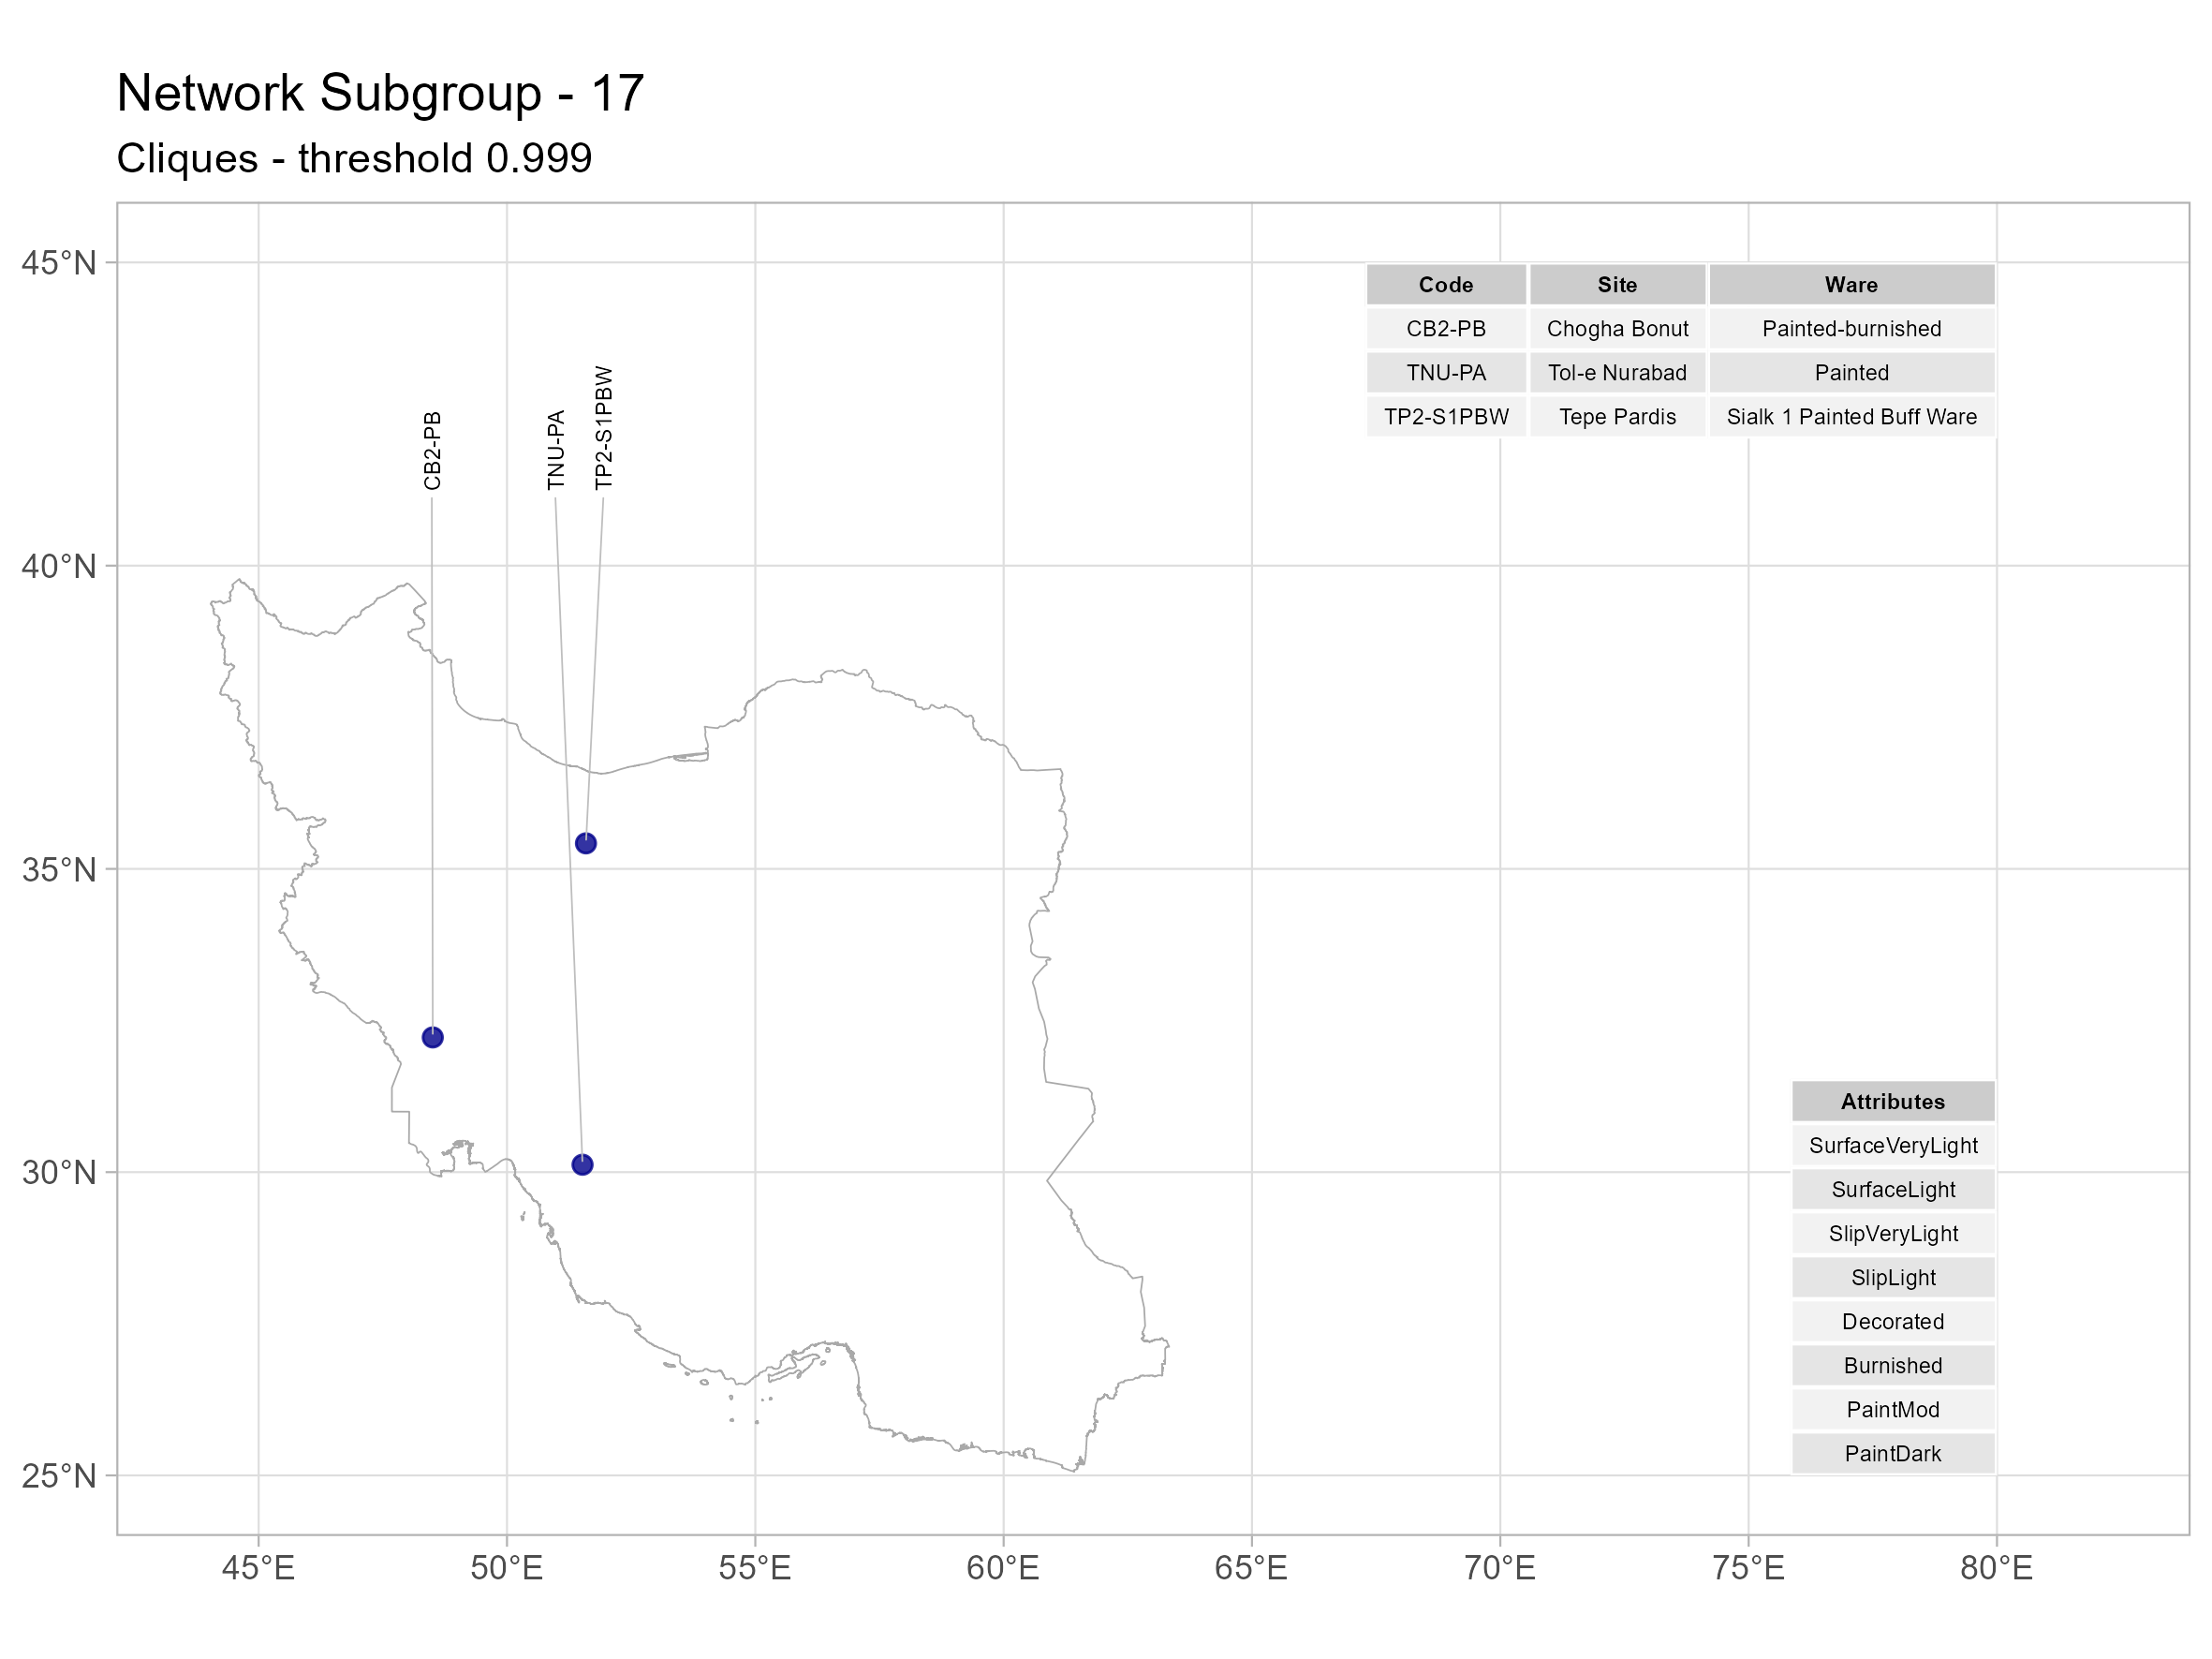 Network Subgroup - 17
Cliques - threshold 0.999
45°N
40°N
35°N
30°N
25°N
Code Site Ware
CB2-PB Chogha Bonut Painted-burnished
TNU-PA Tol-e Nurabad Painted
TP2-S1PBW Tepe Pardis Sialk 1 Painted Buff Ware
CB2-PB
TNU-PA
TP2-S1PBW
Attributes
SurfaceVeryLight
SurfaceLight
SlipVeryLight
SlipLight
Decorated
Burnished
PaintMod
PaintDark
45°E 50°E 55°E 60°E 65°E 70°E 75°E 80°E